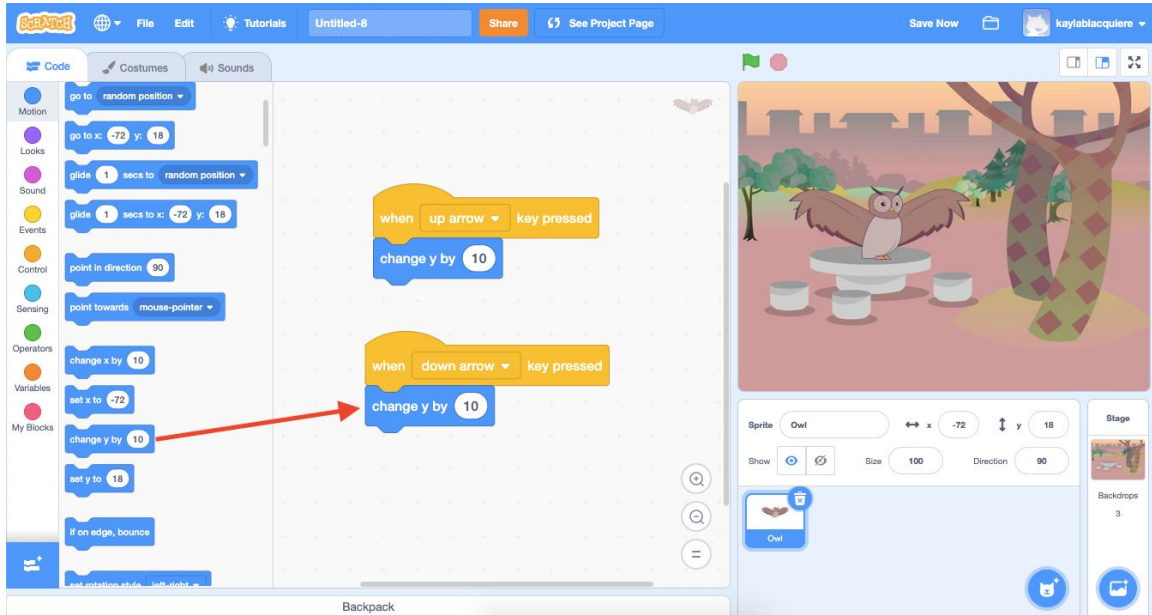 SCRATCH File Edit Tutorials Untitled-8 Share See Project Page Save Now kaylablacquiere
Code Costumes Sounds
Motion
Looks
Sound
Events
Control
Sensing
Operators
Variables
My Blocks
go to random position
go to x: -72 y: 18
glide 1 secs to random position
glide 1 secs to x: -72 y: 18
point in direction 90
point towards mouse-pointer
change x by 10
set x to -72
change y by 10
set y to 18
if on edge, bounce
set rotation style left-right
when up arrow key pressed
change y by 10
when down arrow key pressed
change y by 10
Backpack
Sprite Owl x -72 y 18
Show Size 100 Direction 90
Owl
Stage
Backdrops
3